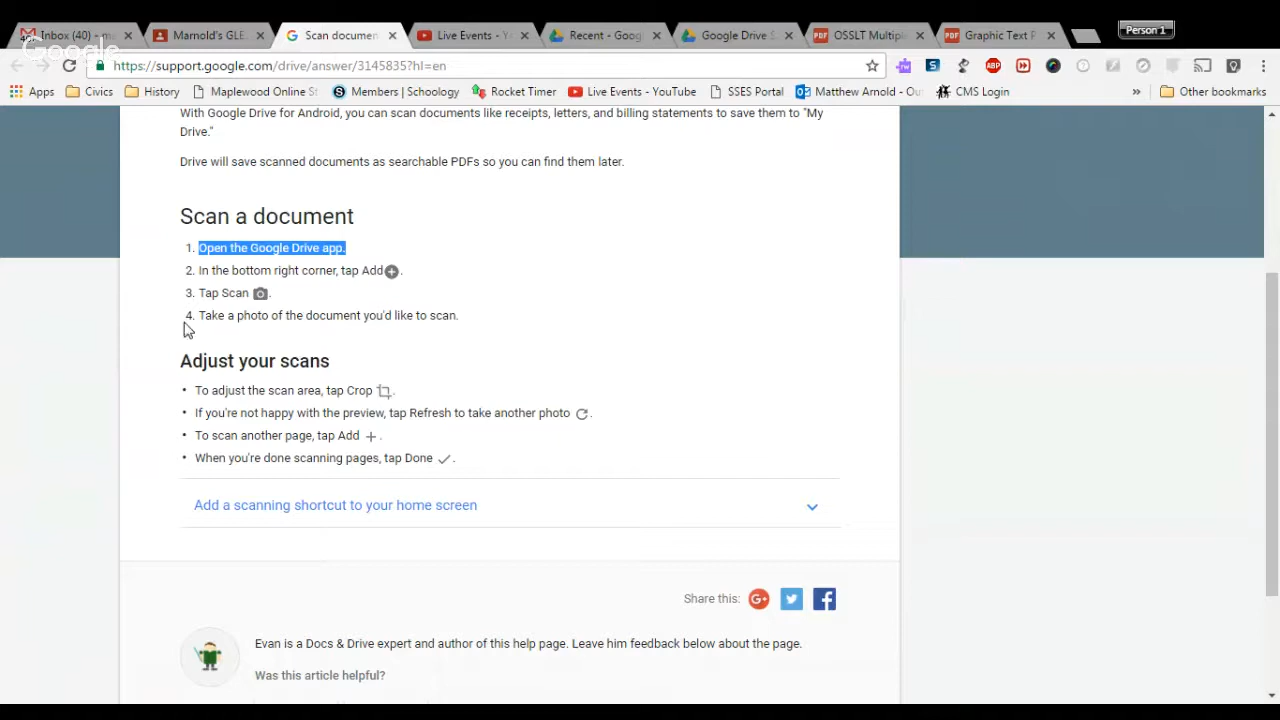 Inbox (40) - m
Marnold's GLE
Scan documen
Live Events - Y
Recent - Goog
Google Drive S
OSSLT Multipl
Graphic Text P
Person 1
Google
https://support.google.com/drive/answer/3145835?hl=en
Apps
Civics
History
Maplewood Online St
Members | Schoology
Rocket Timer
Live Events - YouTube
SSES Portal
Matthew Arnold - Ou
CMS Login
»
Other bookmarks
With Google Drive for Android, you can scan documents like receipts, letters, and billing statements to save them to "My
Drive."
Drive will save scanned documents as searchable PDFs so you can find them later.
Scan a document
1. Open the Google Drive app.
2. In the bottom right corner, tap Add .
3. Tap Scan .
4. Take a photo of the document you'd like to scan.
Adjust your scans
• To adjust the scan area, tap Crop .
• If you're not happy with the preview, tap Refresh to take another photo .
• To scan another page, tap Add .
• When you're done scanning pages, tap Done .
Add a scanning shortcut to your home screen
Share this:
Evan is a Docs & Drive expert and author of this help page. Leave him feedback below about the page.
Was this article helpful?